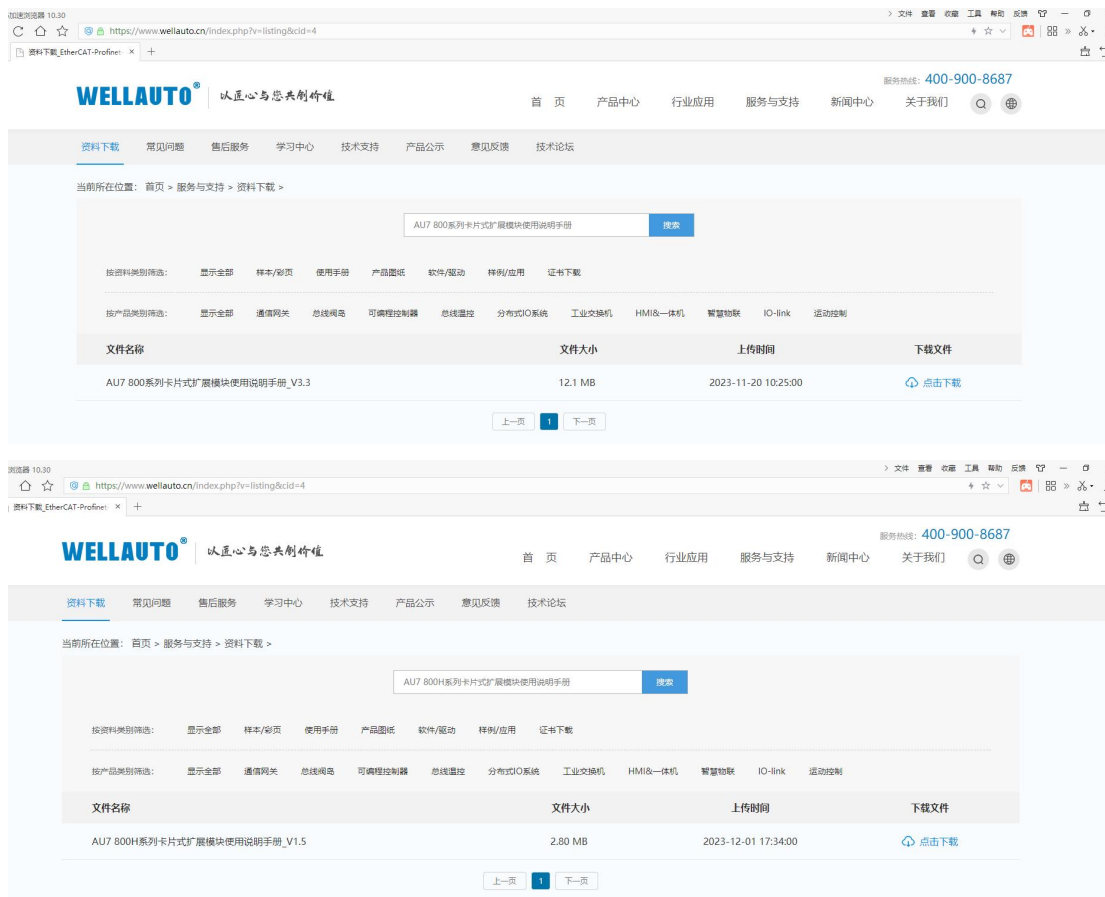 加速浏览器 10.30
文件 查看 收藏 工具 帮助 反馈
https://www.wellauto.cn/index.php?v=listing&cid=4
资料下载_EtherCAT-Profinet
WELLAUTO® 以匠心与您共创价值
服务热线: 400-900-8687
首 页 产品中心 行业应用 服务与支持 新闻中心 关于我们
资料下载 常见问题 售后服务 学习中心 技术支持 产品公示 意见反馈 技术论坛
当前所在位置: 首页 > 服务与支持 > 资料下载 >
AU7 800系列卡片式扩展模块使用说明手册 搜索
按资料类别筛选: 显示全部 样本/彩页 使用手册 产品图纸 软件/驱动 样例/应用 证书下载
按产品类别筛选: 显示全部 通信网关 总线阀岛 可编程控制器 总线温控 分布式IO系统 工业交换机 HMI&一体机 智慧物联 IO-link 运动控制
文件名称 文件大小 上传时间 下载文件
AU7 800系列卡片式扩展模块使用说明手册_V3.3 12.1 MB 2023-11-20 10:25:00 点击下载
上一页 1 下一页
浏览器 10.30
文件 查看 收藏 工具 帮助 反馈
https://www.wellauto.cn/index.php?v=listing&cid=4
资料下载_EtherCAT-Profinet
WELLAUTO® 以匠心与您共创价值
服务热线: 400-900-8687
首 页 产品中心 行业应用 服务与支持 新闻中心 关于我们
资料下载 常见问题 售后服务 学习中心 技术支持 产品公示 意见反馈 技术论坛
当前所在位置: 首页 > 服务与支持 > 资料下载 >
AU7 800H系列卡片式扩展模块使用说明手册 搜索
按资料类别筛选: 显示全部 样本/彩页 使用手册 产品图纸 软件/驱动 样例/应用 证书下载
按产品类别筛选: 显示全部 通信网关 总线阀岛 可编程控制器 总线温控 分布式IO系统 工业交换机 HMI&一体机 智慧物联 IO-link 运动控制
文件名称 文件大小 上传时间 下载文件
AU7 800H系列卡片式扩展模块使用说明手册_V1.5 2.80 MB 2023-12-01 17:34:00 点击下载
上一页 1 下一页